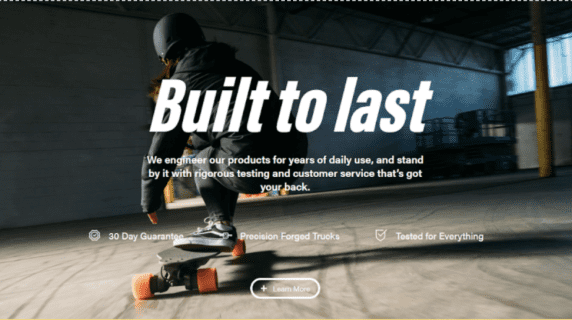 Built to last
We engineer our products for years of daily use, and stand
by it with rigorous testing and customer service that's got
your back.
30 Day Guarantee Precision Forged Trucks Tested for Everything
+ Learn More